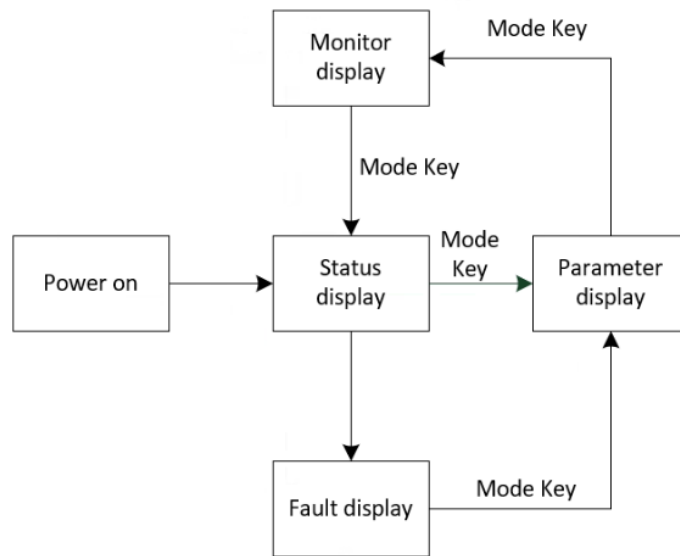 Monitor
display
Mode Key
Mode Key
Power on
Status
display
Mode
Key
Parameter
display
Fault display
Mode Key